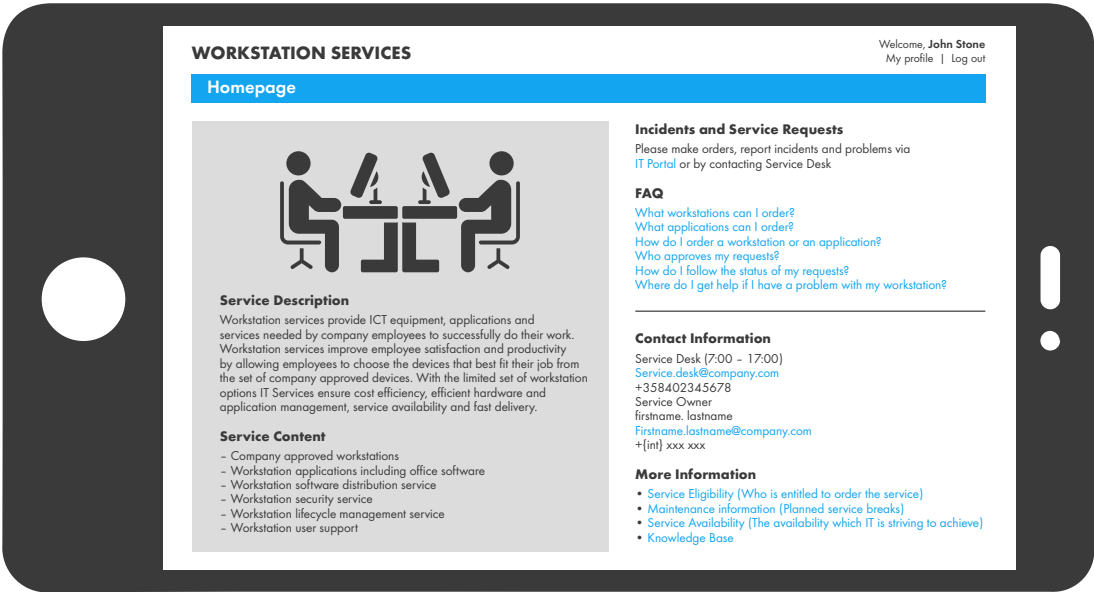 WORKSTATION SERVICES
Welcome, John Stone
My profile | Log out
Homepage
Service Description
Workstation services provide ICT equipment, applications and
services needed by company employees to successfully do their work.
Workstation services improve employee satisfaction and productivity
by allowing employees to choose the devices that best fit their job from
the set of company approved devices. With the limited set of workstation
options IT Services ensure cost efficiency, efficient hardware and
application management, service availability and fast delivery.
Service Content
– Company approved workstations
– Workstation applications including office software
– Workstation software distribution service
– Workstation security service
– Workstation lifecycle management service
– Workstation user support
Incidents and Service Requests
Please make orders, report incidents and problems via
IT Portal or by contacting Service Desk
FAQ
What workstations can I order?
What applications can I order?
How do I order a workstation or an application?
Who approves my requests?
How do I follow the status of my requests?
Where do I get help if I have a problem with my workstation?
Contact Information
Service Desk (7:00 – 17:00)
Service.desk@company.com
+358402345678
Service Owner
firstname. lastname
Firstname.lastname@company.com
+{int} xxx xxx
More Information
• Service Eligibility (Who is entitled to order the service)
• Maintenance information (Planned service breaks)
• Service Availability (The availability which IT is striving to achieve)
• Knowledge Base